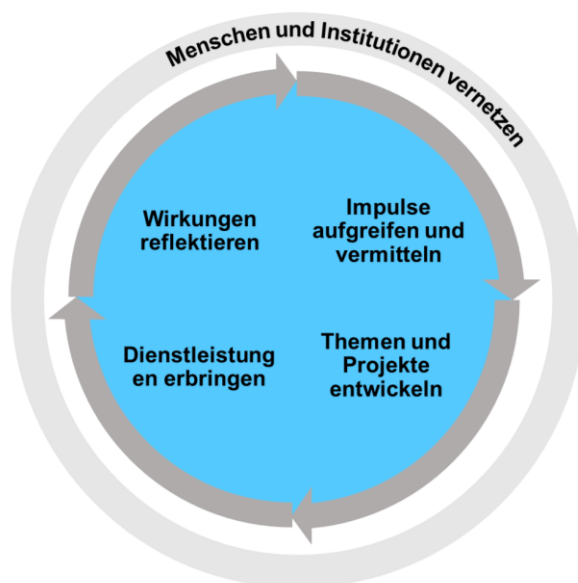 Menschen und Institutionen vernetzen
Wirkungen
reflektieren
Impulse
aufgreifen und
vermitteln
Dienstleistung
en erbringen
Themen und
Projekte
entwickeln